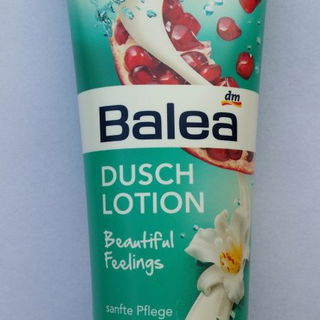 dm
Balea
DUSCH
LOTION
Beautiful
Feelings
sanfte Pflege